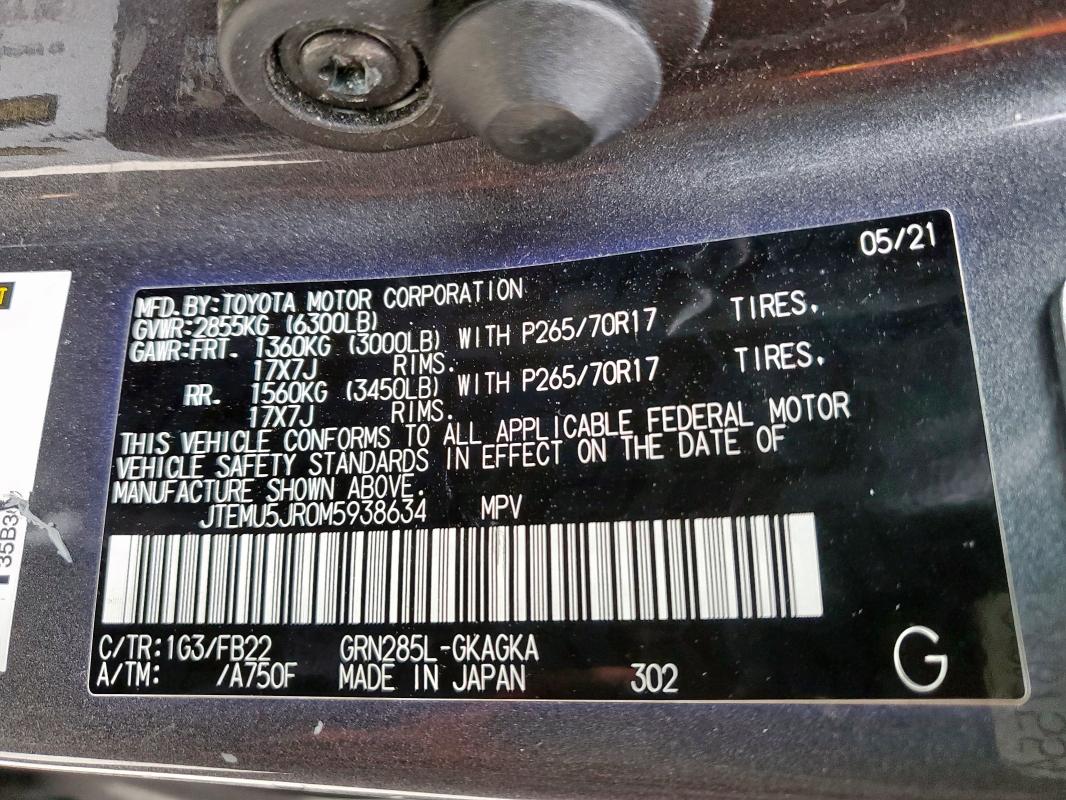 05/21
MFD.BY:TOYOTA MOTOR CORPORATION
GVWR:2855KG (6300LB)
GAWR:FRT. 1360KG (3000LB) WITH P265/70R17 TIRES,
17X7J RIMS.
RR. 1560KG (3450LB) WITH P265/70R17 TIRES,
17X7J RIMS.
THIS VEHICLE CONFORMS TO ALL APPLICABLE FEDERAL MOTOR
VEHICLE SAFETY STANDARDS IN EFFECT ON THE DATE OF
MANUFACTURE SHOWN ABOVE.
JTEMU5JR0M5938634 MPV
C/TR:1G3/FB22 GRN285L-GKAGKA
A/TM: /A750F MADE IN JAPAN 302 G